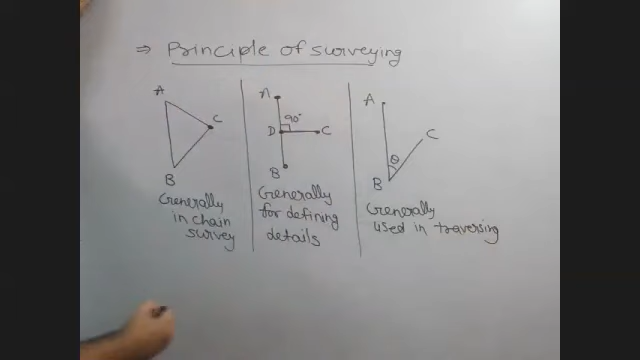 ⇒ Principle of surveying
A
C
B
Generally
in chain
survey
A
90°
D
C
B
Generally
for defining
details
A
C
θ
B
Generally
used in traversing